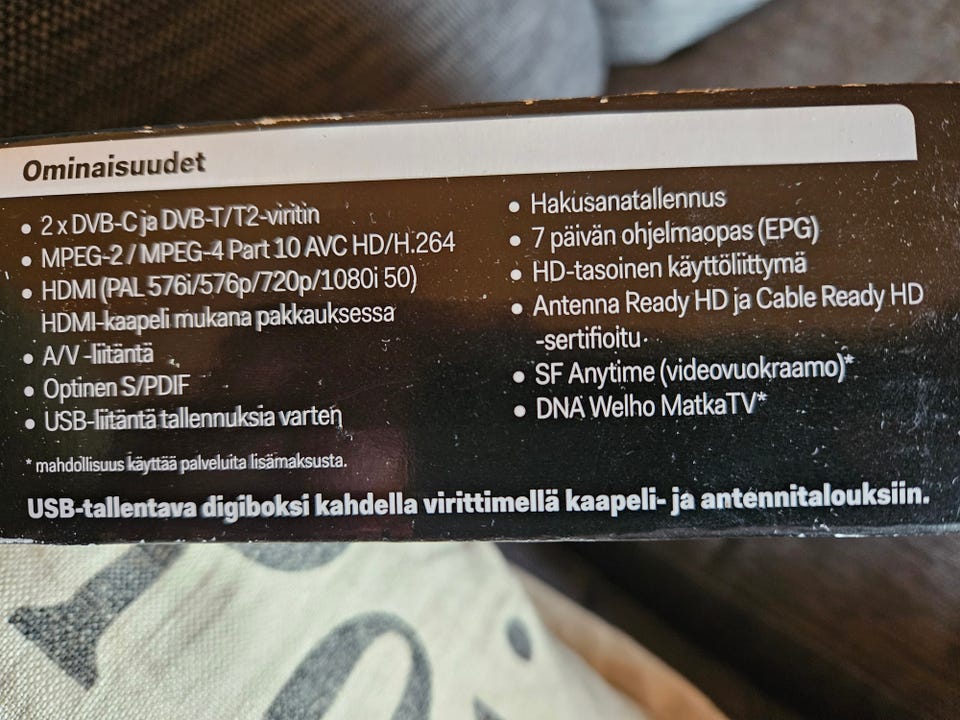 Ominaisuudet
• 2 x DVB-C ja DVB-T/T2-viritin
• MPEG-2 / MPEG-4 Part 10 AVC HD/H.264
• HDMI (PAL 576i/576p/720p/1080i 50)
HDMI-kaapeli mukana pakkauksessa
• A/V -liitäntä
• Optinen S/PDIF
• USB-liitäntä tallennuksia varten
• Hakusanatallennus
• 7 päivän ohjelmaopas (EPG)
• HD-tasoinen käyttöliittymä
• Antenna Ready HD ja Cable Ready HD
-sertifioitu
• SF Anytime (videovuokraamo)*
• DNA Welho MatkaTV*
* mahdollisuus käyttää palveluita lisämaksusta.
USB-tallentava digiboksi kahdella virittimellä kaapeli- ja antennitalouksiin.